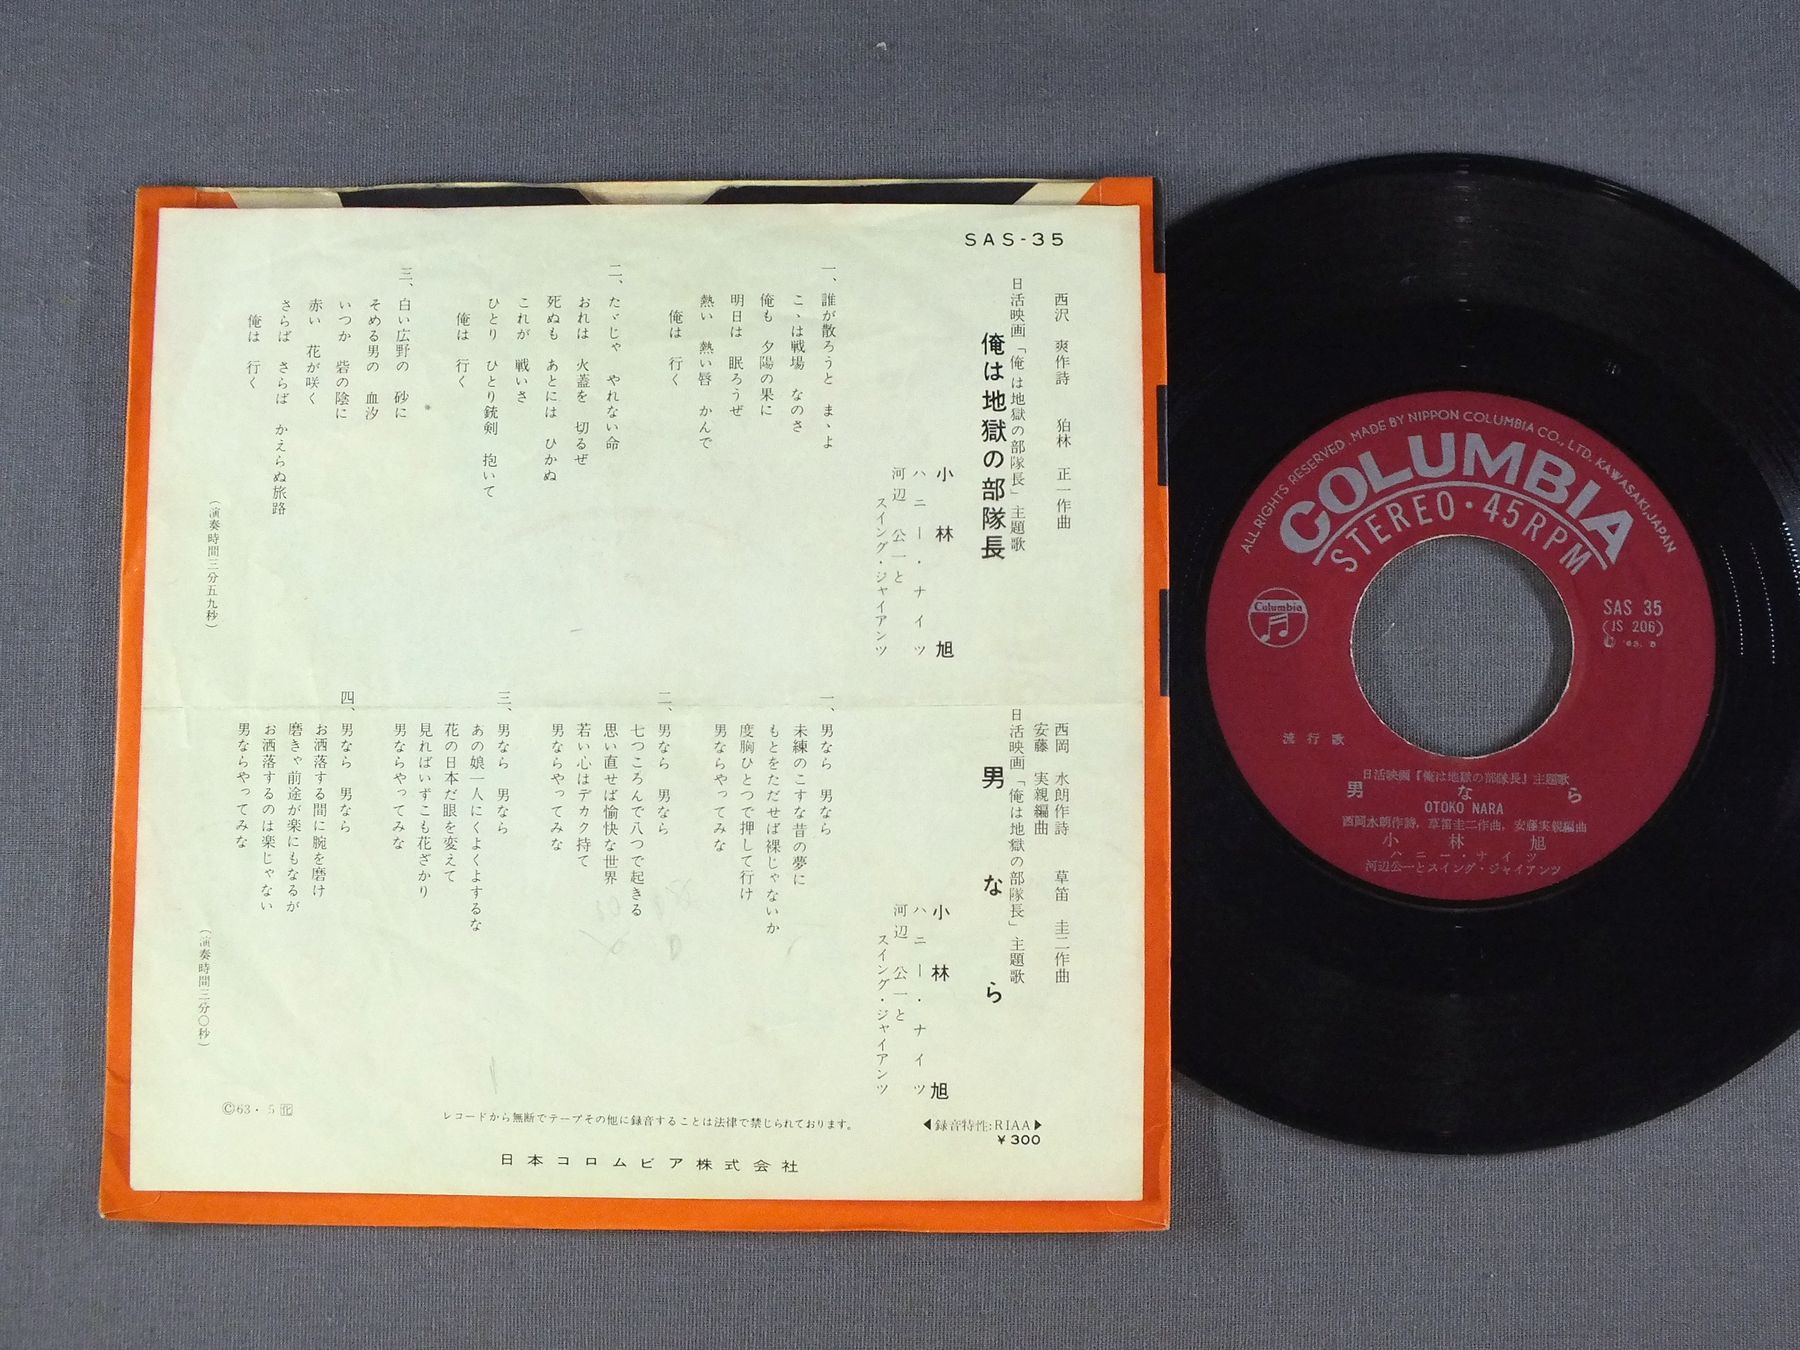 SAS-35
西沢　爽作詩　狛林　正一作曲
日活映画「俺は地獄の部隊長」主題歌
俺は地獄の部隊長
小林　旭
ハニー・ナイツ
河辺　公一と
スイング・ジャイアンツ
一、誰が散ろうと　まゝよ
こゝは戦場　なのさ
俺も　夕陽の果に
明日は　眠ろうぜ
熱い　熱い唇　かんで
俺は　行く
二、たゞじゃ　やれない命
おれは　火蓋を　切るぜ
死ぬも　あとには　ひかぬ
これが　戦いさ
ひとり　ひとり銃剣　抱いて
俺は　行く
三、白い広野の　砂に
そめる男の　血汐
いつか　砦の陰に
赤い　花が咲く
さらば　さらば　かえらぬ旅路
俺は　行く
(演奏時間三分五九秒)
西岡　水朗作詩　草笛　圭二作曲
安藤　実親編曲
日活映画「俺は地獄の部隊長」主題歌
男なら
小林　旭
ハニー・ナイツ
河辺　公一と
スイング・ジャイアンツ
一、男なら　男なら
未練のこすな昔の夢に
もとをただせば裸じゃないか
度胸ひとつで押して行け
男ならやってみな
二、男なら　男なら
七つころんで八つで起きる
思い直せば愉快な世界
若い心はデカク持て
男ならやってみな
三、男なら　男なら
あの娘一人にくよくよするな
花の日本だ眼を変えて
見ればいずこも花ざかり
男ならやってみな
四、男なら　男なら
お洒落する間に腕を磨け
磨きゃ前途が楽にもなるが
お洒落するのは楽じゃない
男ならやってみな
(演奏時間三分〇秒)
◀録音特性:RIAA▶
¥300
レコードから無断でテープその他に録音することは法律で禁じられております。
Ⓒ63・5
日本コロムビア株式会社
ALL RIGHTS RESERVED. MADE BY NIPPON COLUMBIA CO., LTD. KAWASAKI, JAPAN
COLUMBIA
STEREO・45RPM
Columbia
SAS 35
(JS 206)
流行歌
日活映画『俺は地獄の部隊長』主題歌
男なら
OTOKO NARA
西岡水朗作詩, 草笛圭二作曲, 安藤実親編曲
小林旭
ハニー・ナイツ
河辺公一とスイング・ジャイアンツ